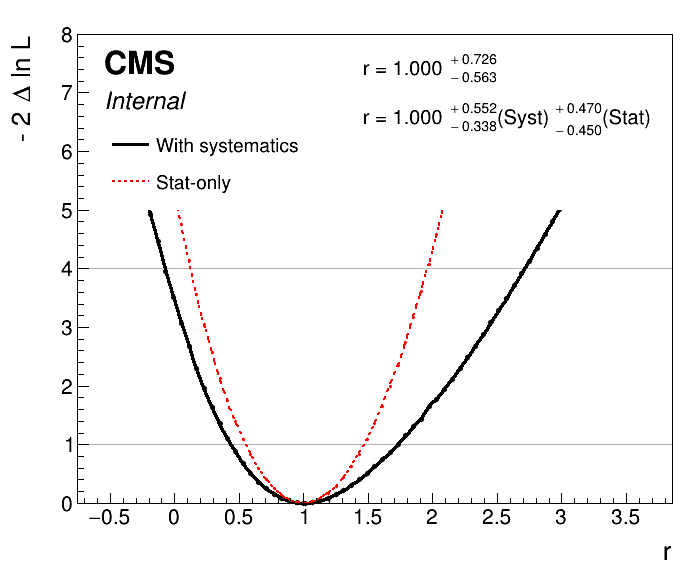 - 2 Δ ln L
8
7
6
5
4
3
2
1
0
CMS
Internal
With systematics
Stat-only
r = 1.000 +0.726 −0.563
r = 1.000 +0.552 −0.338(Syst) +0.470 −0.450(Stat)
−0.5 0 0.5 1 1.5 2 2.5 3 3.5
r